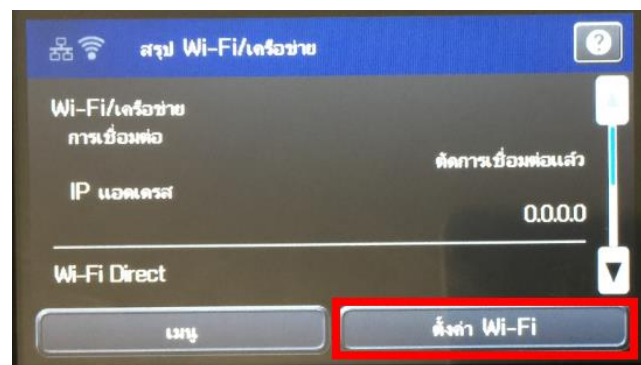 สรุป Wi-Fi/เครือข่าย
?
Wi-Fi/เครือข่าย
การเชื่อมต่อ
ตัดการเชื่อมต่อแล้ว
IP แอดเดรส
0.0.0.0
Wi-Fi Direct
เมนู
ตั้งค่า Wi-Fi